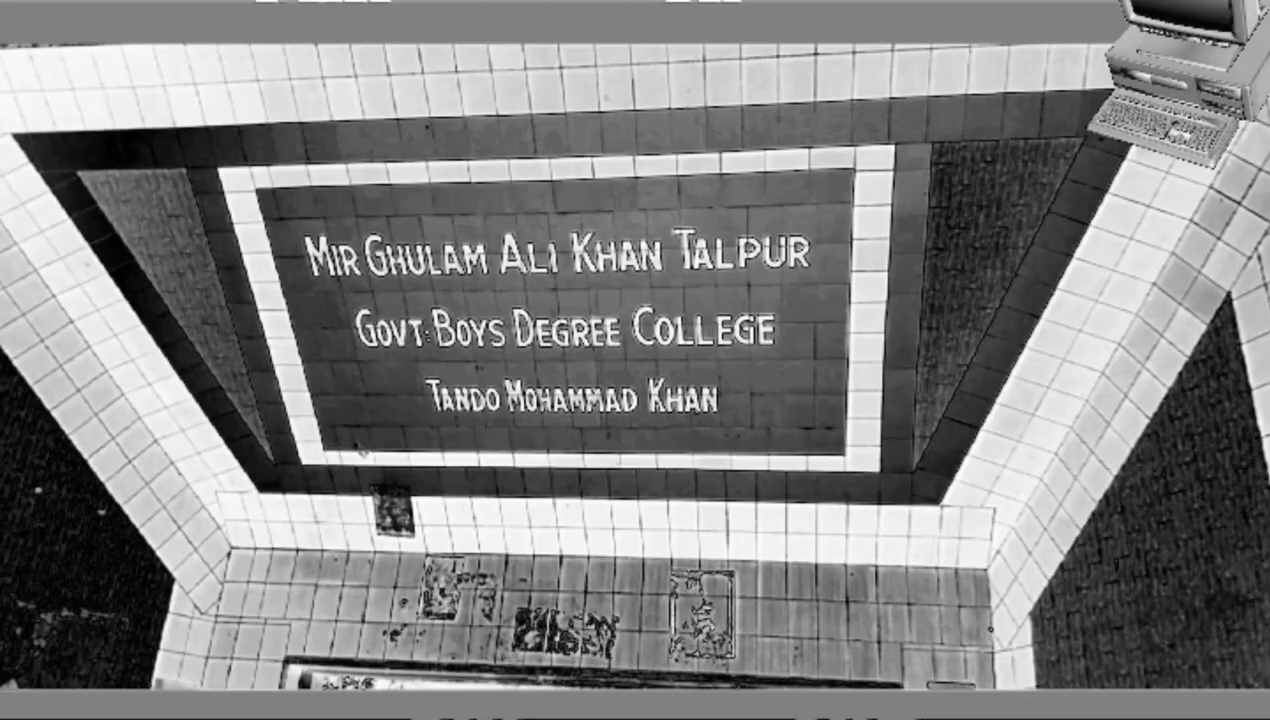 MIR GHULAM ALI KHAN TALPUR
GOVT: BOYS DEGREE COLLEGE
TANDO MOHAMMAD KHAN